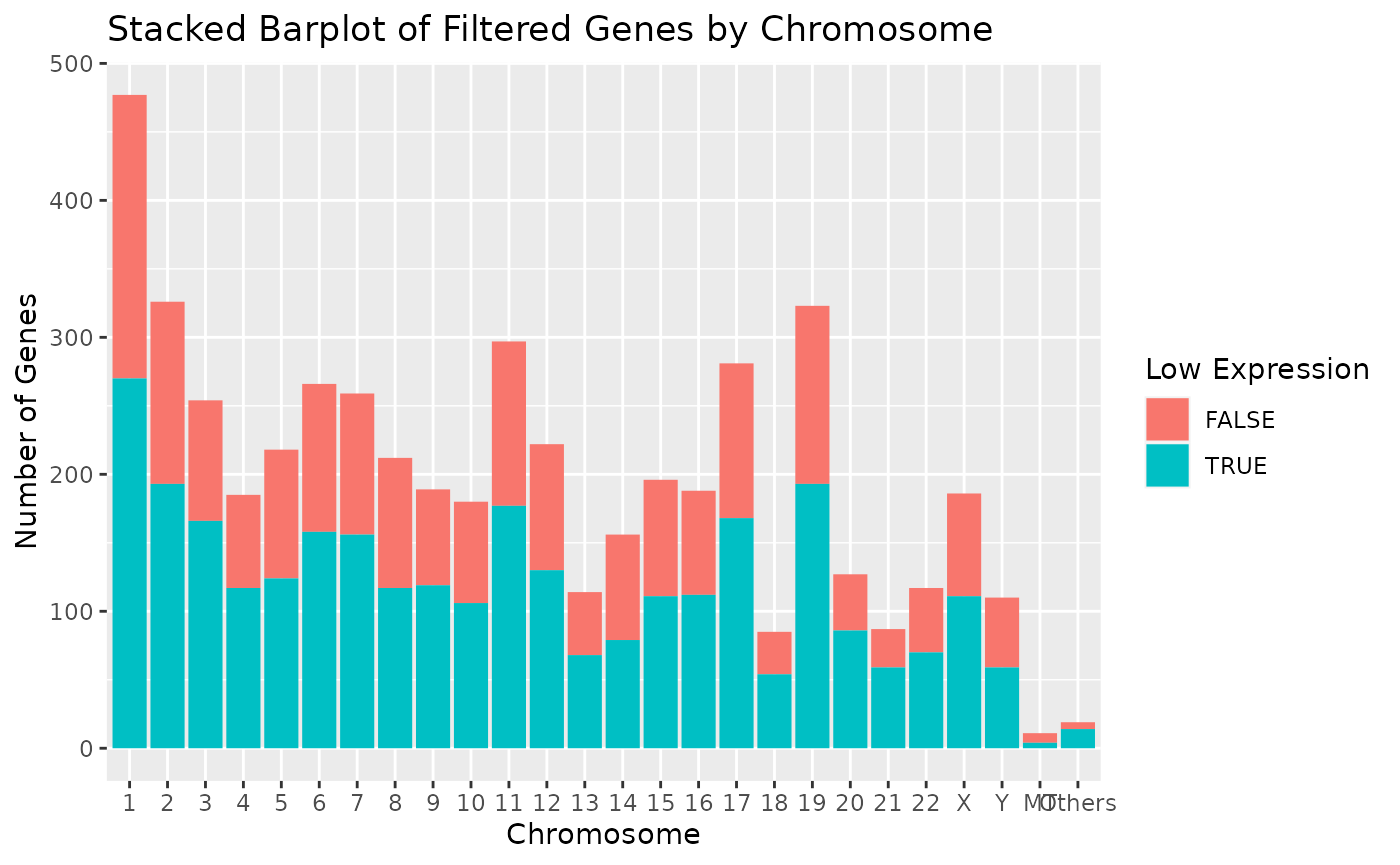 Stacked Barplot of Filtered Genes by Chromosome
500
400
300
200
100
0
Number of Genes
1 2 3 4 5 6 7 8 9 10 11 12 13 14 15 16 17 18 19 20 21 22 X Y MT Others
Chromosome
Low Expression
FALSE
TRUE